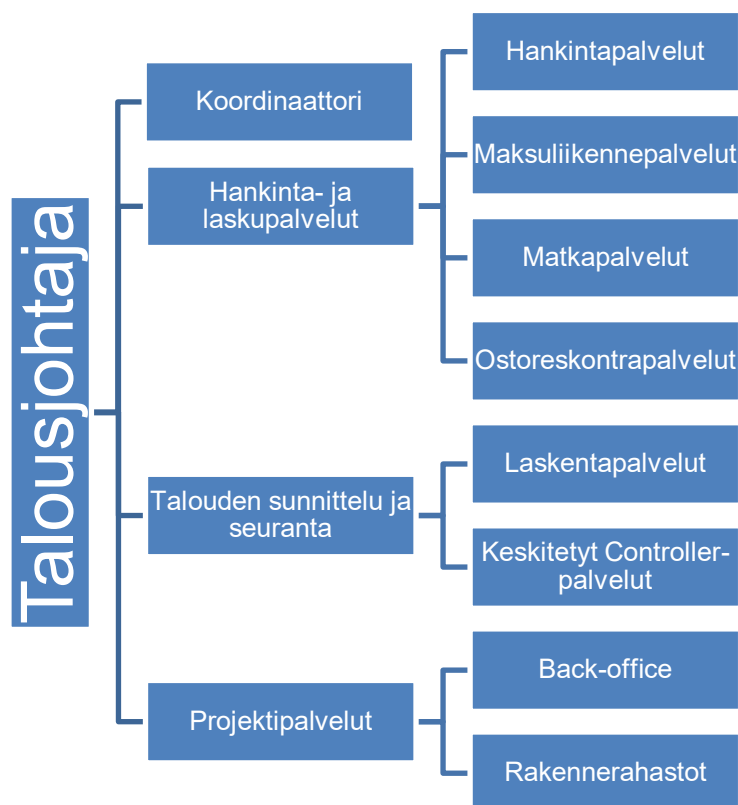 Talousjohtaja
Koordinaattori
Hankinta- ja
laskupalvelut
Hankintapalvelut
Maksuliikennepalvelut
Matkapalvelut
Ostoreskontrapalvelut
Talouden sunnittelu ja
seuranta
Laskentapalvelut
Keskitetyt Controller-
palvelut
Projektipalvelut
Back-office
Rakennerahastot